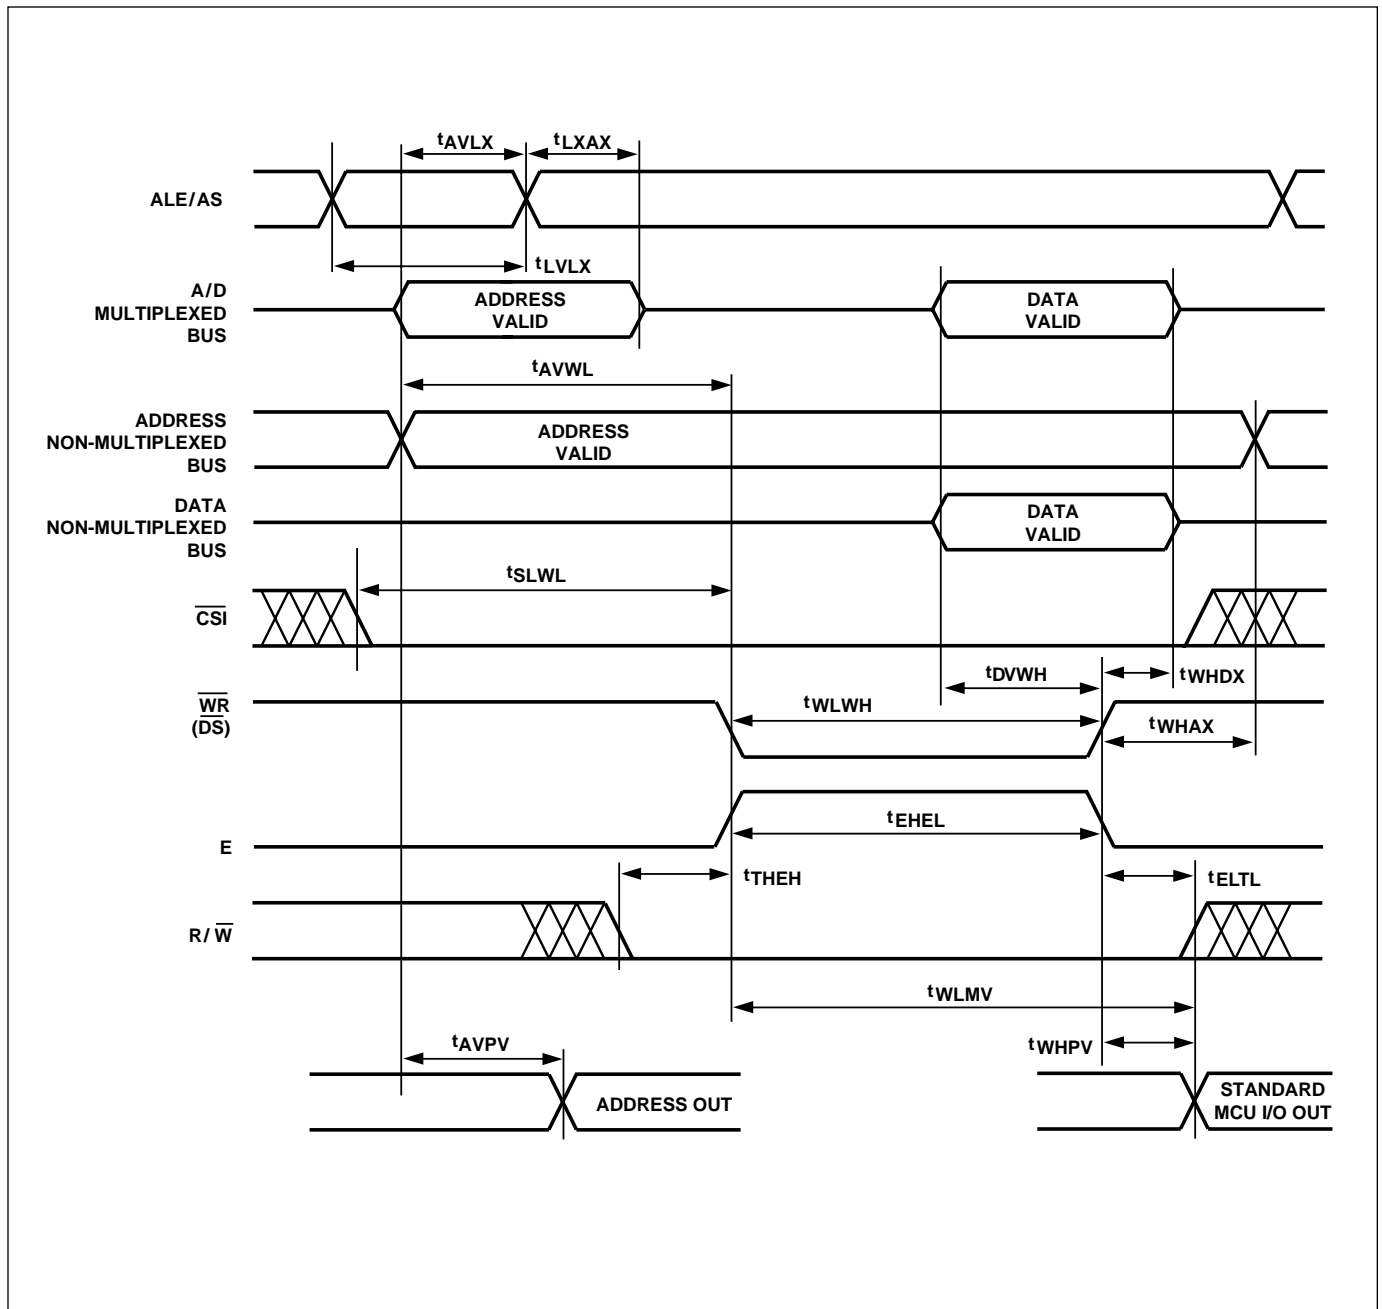 tAVLX tLXAX
ALE/AS
tLVLX
A/D
MULTIPLEXED
BUS
ADDRESS
VALID
DATA
VALID
tAVWL
ADDRESS
NON-MULTIPLEXED
BUS
ADDRESS
VALID
DATA
NON-MULTIPLEXED
BUS
DATA
VALID
tSLWL
CSI
tDVWH tWHDX
WR
(DS)
tWLWH
tWHAX
tEHEL
E
tTHEH tELTL
R/W
tWLMV
tAVPV tWHPV
ADDRESS OUT
STANDARD
MCU I/O OUT